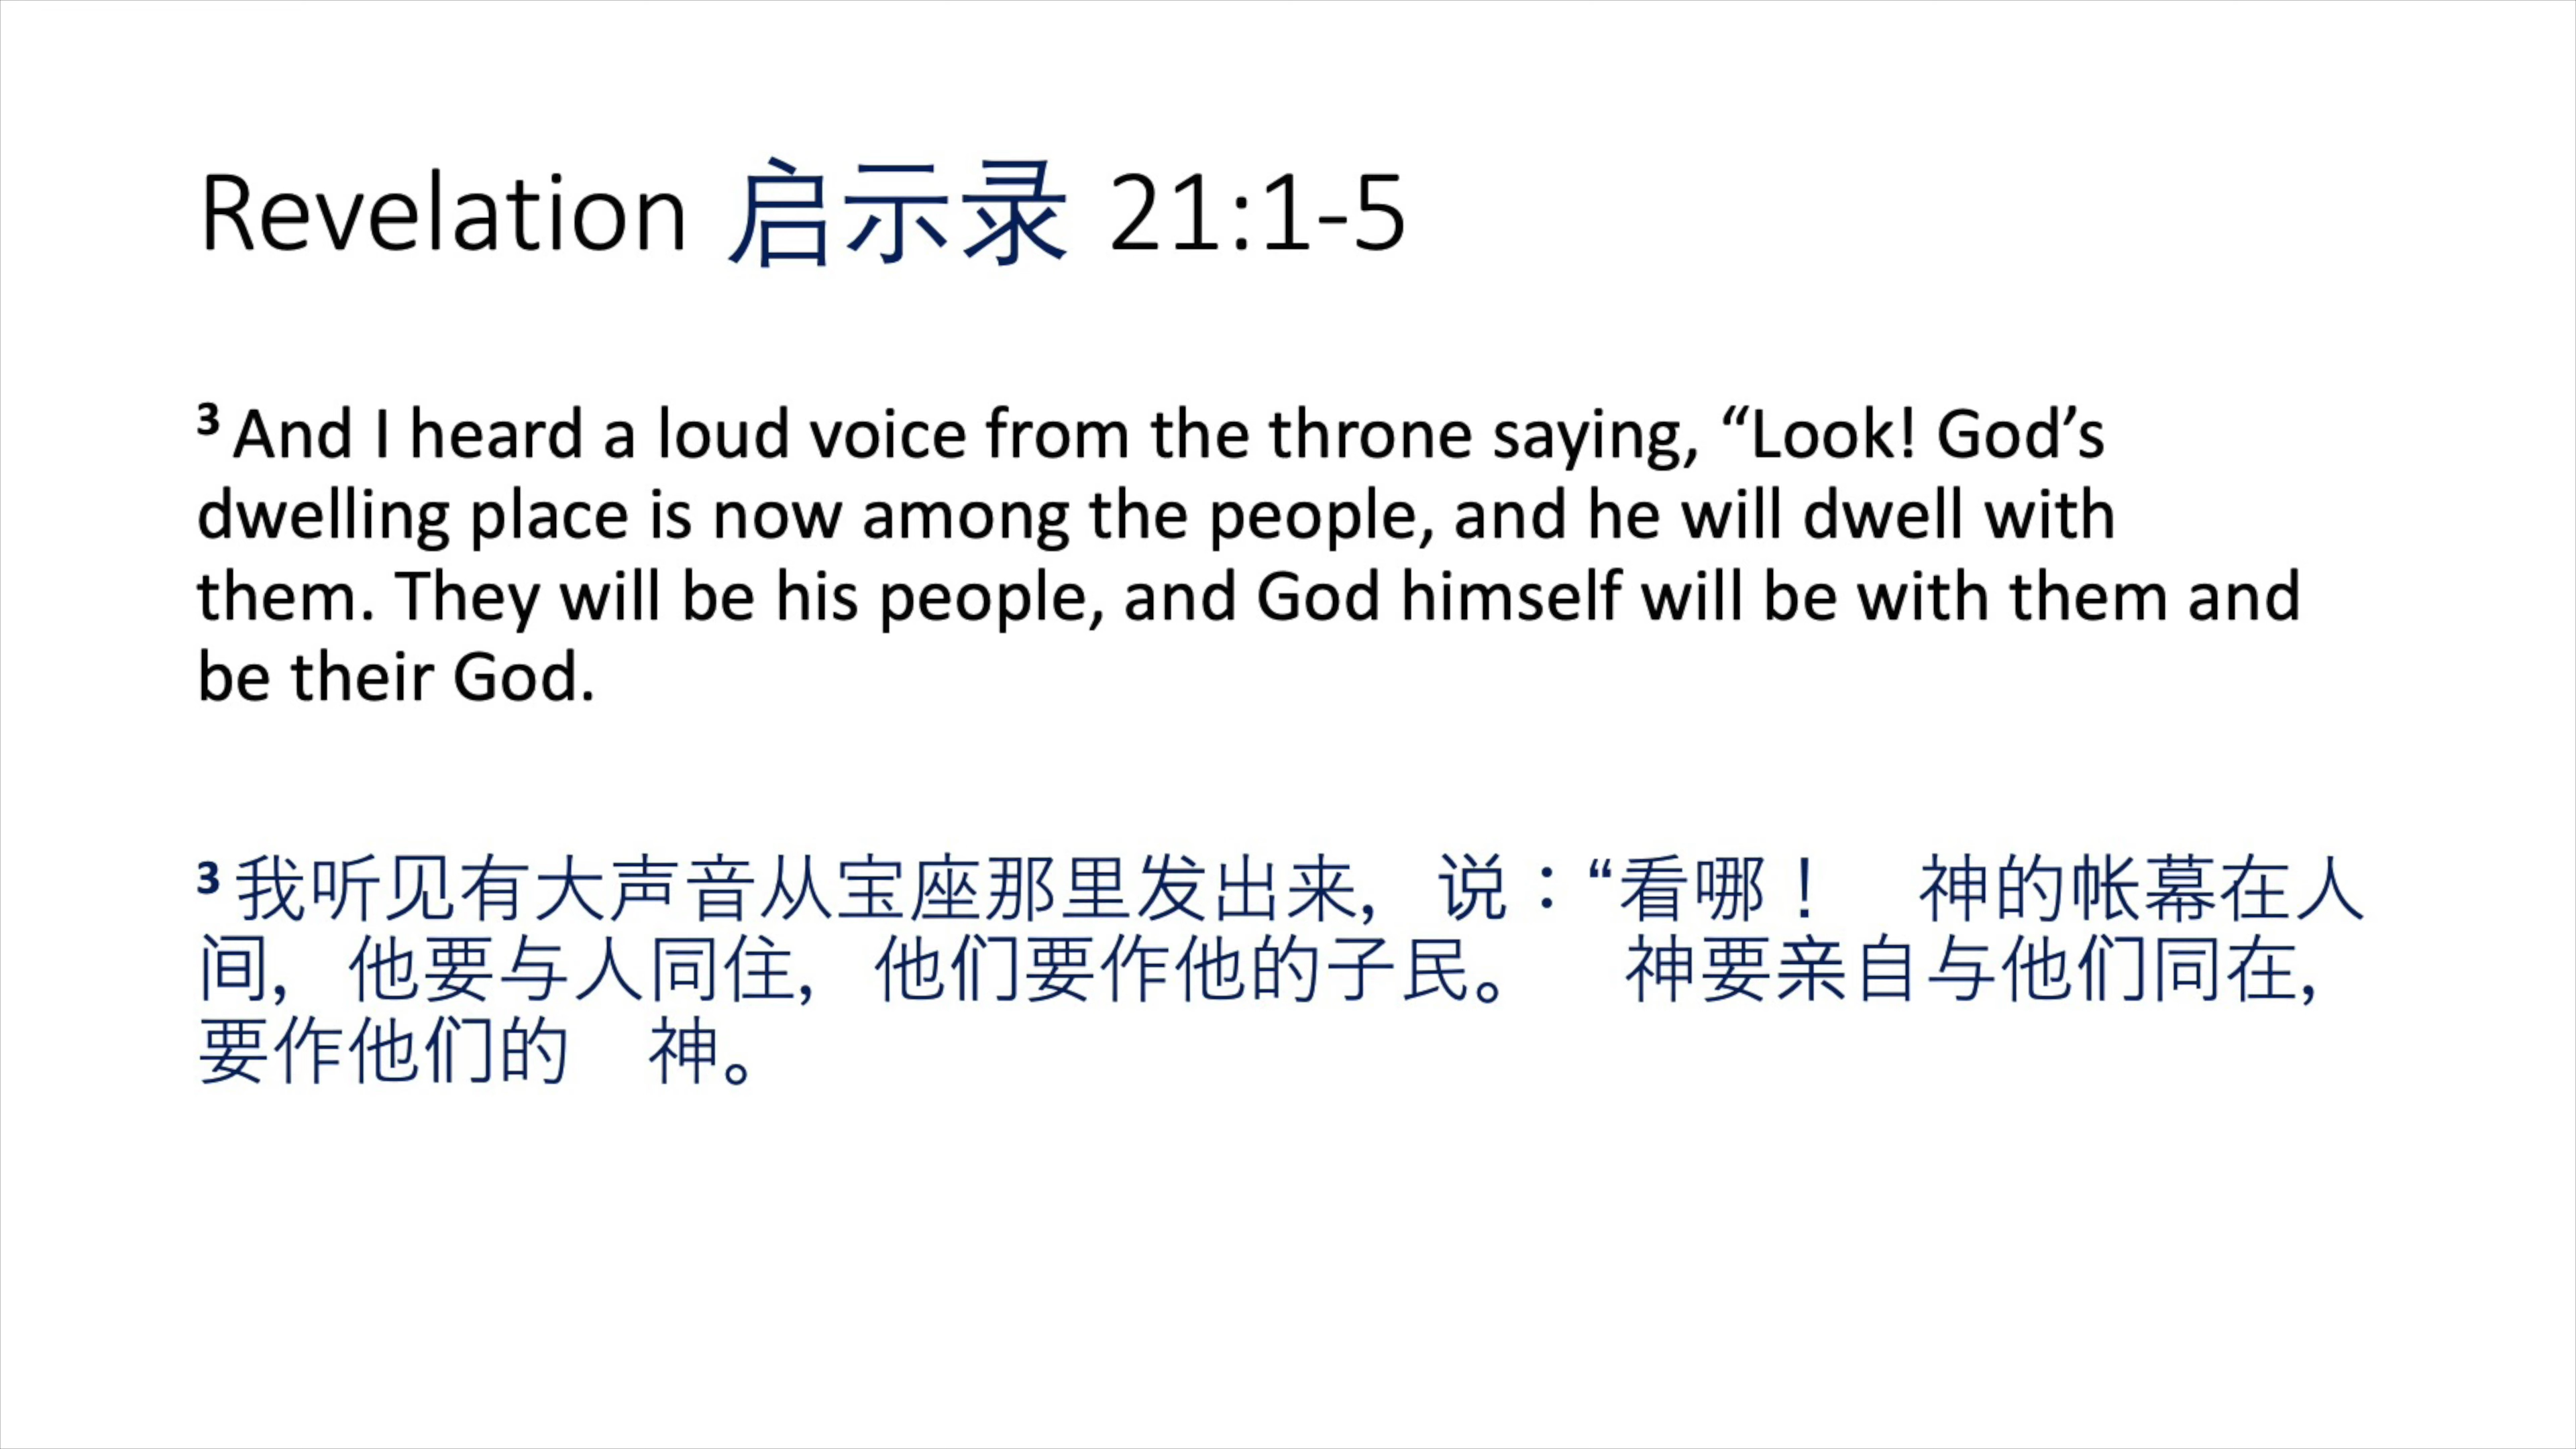 Revelation 启示录 21:1-5
3 And I heard a loud voice from the throne saying, “Look! God’s
dwelling place is now among the people, and he will dwell with
them. They will be his people, and God himself will be with them and
be their God.
3 我听见有大声音从宝座那里发出来，说：“看哪！　神的帐幕在人
间，他要与人同住，他们要作他的子民。　神要亲自与他们同在，
要作他们的　神。